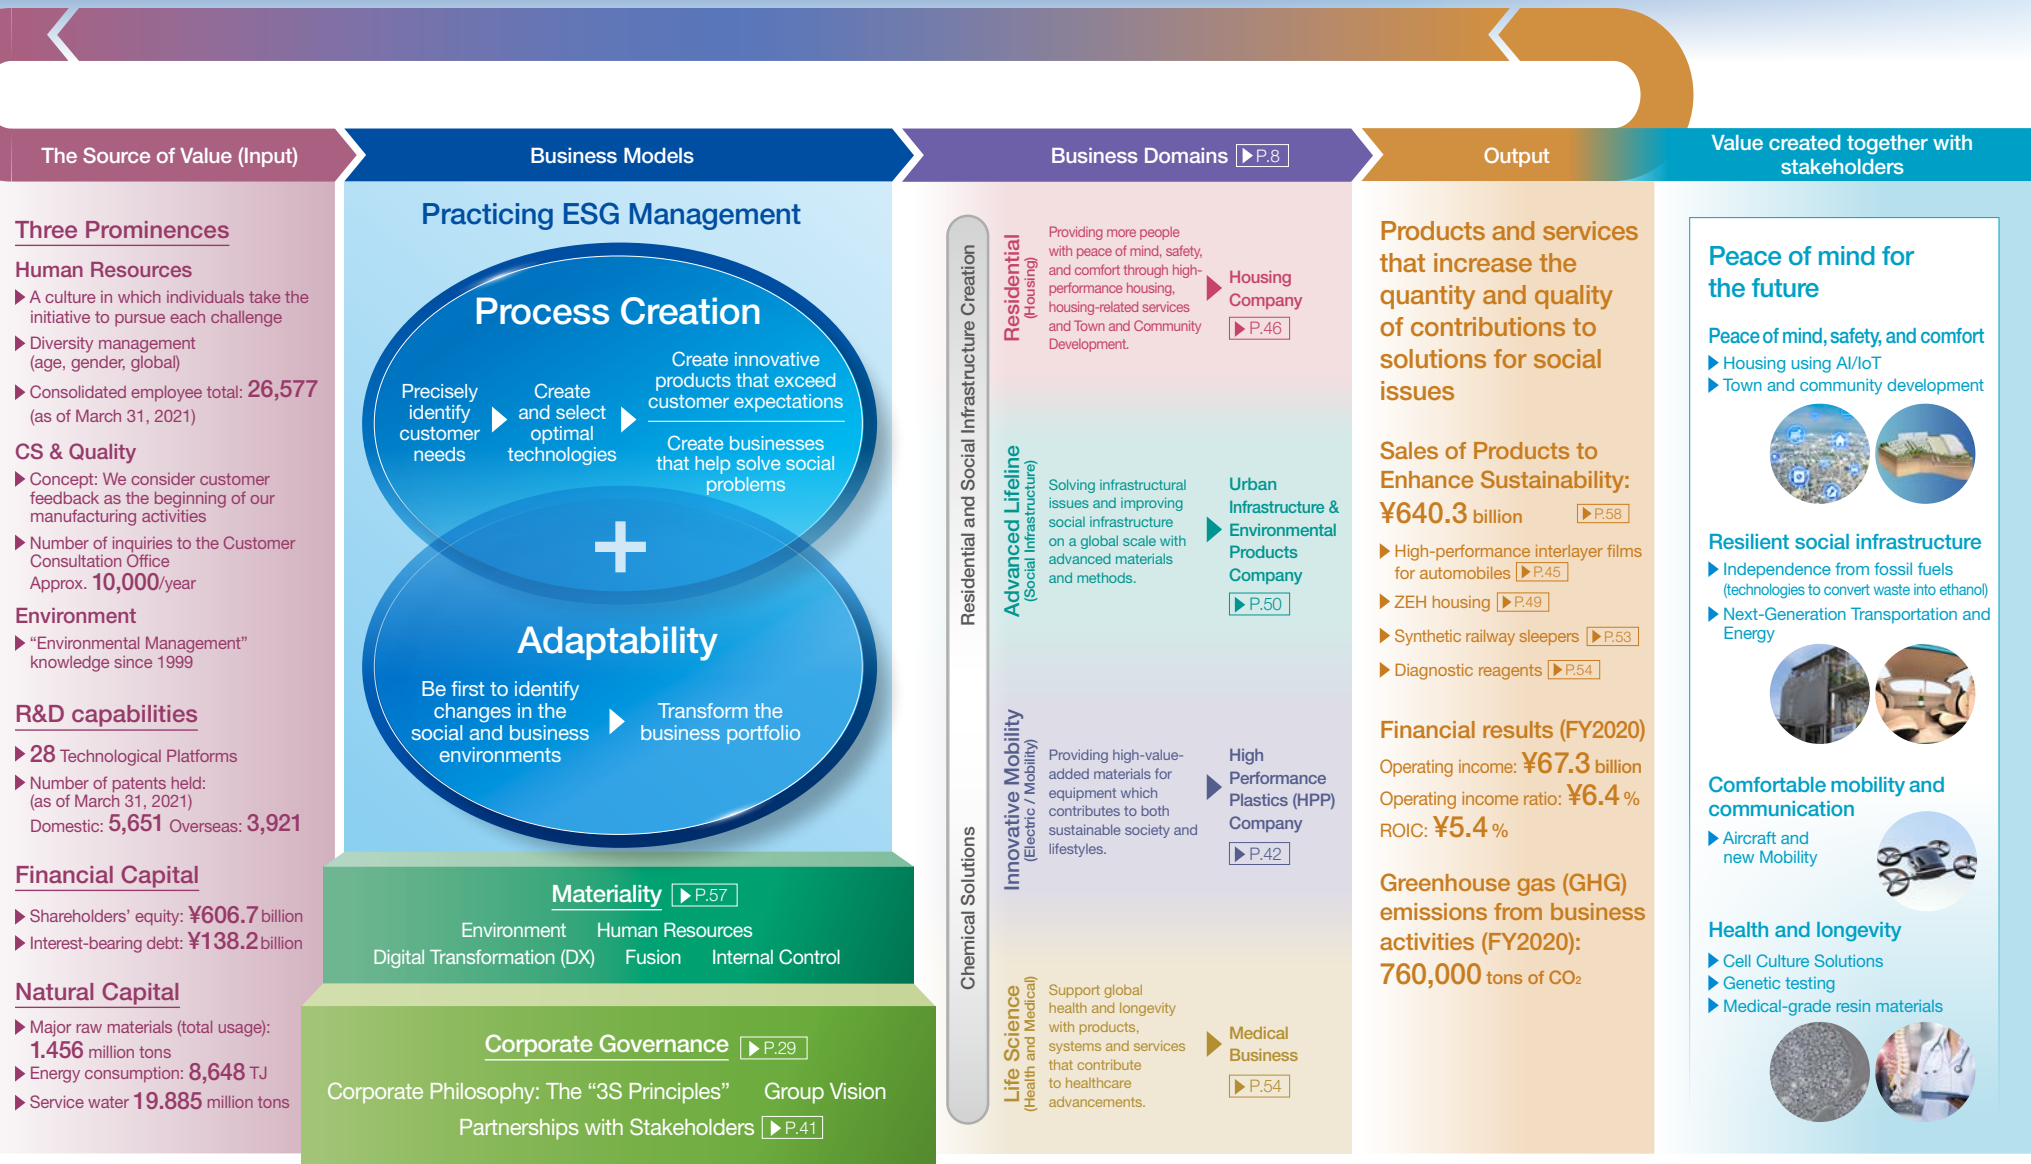 The Source of Value (Input)
Three Prominences
Human Resources
A culture in which individuals take the
initiative to pursue each challenge
Diversity management
(age, gender, global)
Consolidated employee total: 26,577
(as of March 31, 2021)
CS & Quality
Concept: We consider customer
feedback as the beginning of our
manufacturing activities
Number of inquiries to the Customer
Consultation Office
Approx. 10,000/year
Environment
“Environmental Management”
knowledge since 1999
R&D capabilities
28 Technological Platforms
Number of patents held:
(as of March 31, 2021)
Domestic: 5,651 Overseas: 3,921
Financial Capital
Shareholders’ equity: ¥606.7 billion
Interest-bearing debt: ¥138.2 billion
Natural Capital
Major raw materials (total usage):
1.456 million tons
Energy consumption: 8,648 TJ
Service water 19.885 million tons
Business Models
Practicing ESG Management
Process Creation
Precisely
identify
customer
needs
Create
and select
optimal
technologies
Create innovative
products that exceed
customer expectations
Create businesses
that help solve social
problems
+
Adaptability
Be first to identify
changes in the
social and business
environments
Transform the
business portfolio
Materiality P.57
Environment Human Resources
Digital Transformation (DX) Fusion Internal Control
Corporate Governance P.29
Corporate Philosophy: The “3S Principles” Group Vision
Partnerships with Stakeholders P.41
Business Domains P.8
Residential and Social Infrastructure Creation
Chemical Solutions
Residential
(Housing)
Providing more people
with peace of mind, safety,
and comfort through high-
performance housing,
housing-related services
and Town and Community
Development.
Housing
Company
P.46
Advanced Lifeline
(Social Infrastructure)
Solving infrastructural
issues and improving
social infrastructure
on a global scale with
advanced materials
and methods.
Urban
Infrastructure &
Environmental
Products
Company
P.50
Innovative Mobility
(Electric / Mobility)
Providing high-value-
added materials for
equipment which
contributes to both
sustainable society and
lifestyles.
High
Performance
Plastics (HPP)
Company
P.42
Life Science
(Health and Medical)
Support global
health and longevity
with products,
systems and services
that contribute
to healthcare
advancements.
Medical
Business
P.54
Output
Products and services
that increase the
quantity and quality
of contributions to
solutions for social
issues
Sales of Products to
Enhance Sustainability:
¥640.3 billion P.58
High-performance interlayer films
for automobiles P.45
ZEH housing P.49
Synthetic railway sleepers P.53
Diagnostic reagents P.54
Financial results (FY2020)
Operating income: ¥67.3 billion
Operating income ratio: ¥6.4 %
ROIC: ¥5.4 %
Greenhouse gas (GHG)
emissions from business
activities (FY2020):
760,000 tons of CO₂
Value created together with
stakeholders
Peace of mind for
the future
Peace of mind, safety, and comfort
Housing using AI/IoT
Town and community development
Resilient social infrastructure
Independence from fossil fuels
(technologies to convert waste into ethanol)
Next-Generation Transportation and
Energy
Comfortable mobility and
communication
Aircraft and
new Mobility
Health and longevity
Cell Culture Solutions
Genetic testing
Medical-grade resin materials